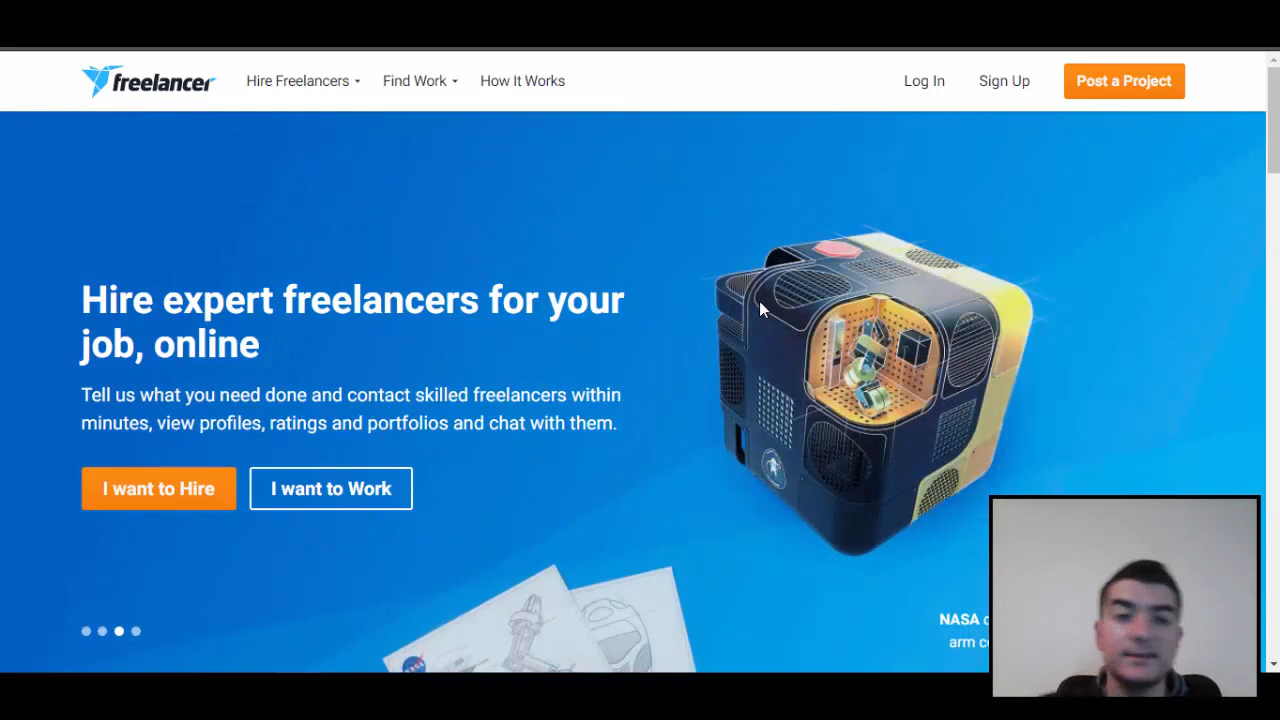 freelancer
Hire Freelancers
Find Work
How It Works
Log In
Sign Up
Post a Project
Hire expert freelancers for your
job, online
Tell us what you need done and contact skilled freelancers within
minutes, view profiles, ratings and portfolios and chat with them.
I want to Hire
I want to Work
NASA
arm
NASA